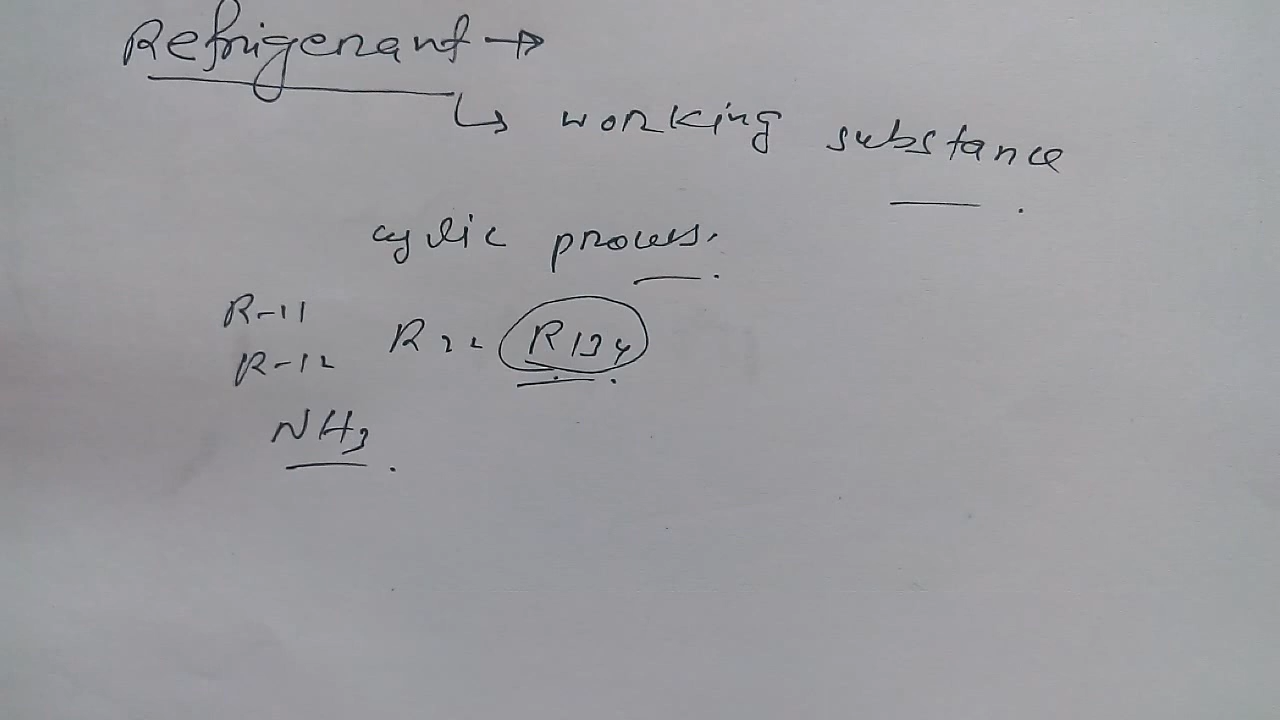 Refrigerant →
↳ working substance.
cyclic process.
R-11
R-12 R22 R134
NH3.